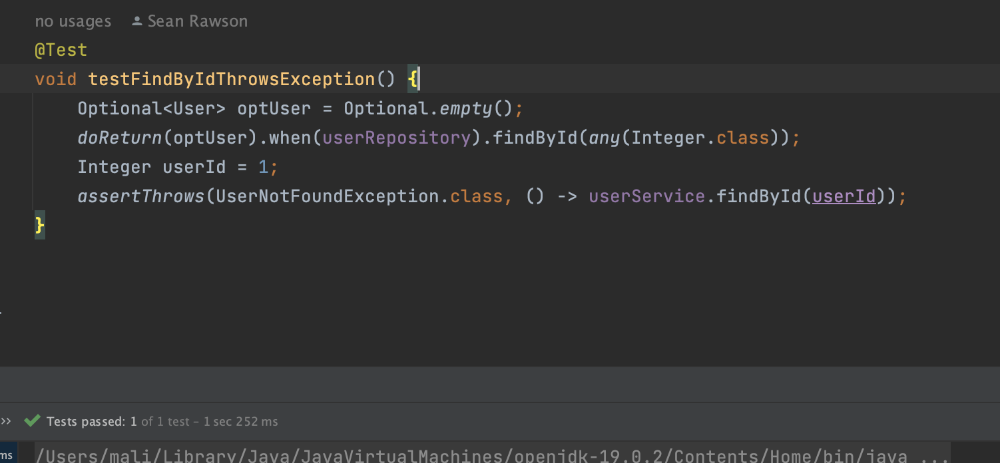 no usages Sean Rawson
@Test
void testFindByIdThrowsException() {
Optional<User> optUser = Optional.empty();
doReturn(optUser).when(userRepository).findById(any(Integer.class));
Integer userId = 1;
assertThrows(UserNotFoundException.class, () -> userService.findById(userId));
}
>> Tests passed: 1 of 1 test – 1 sec 252 ms
ms /Users/mali/Library/Java/JavaVirtualMachines/openjdk-19.0.2/Contents/Home/bin/java ...